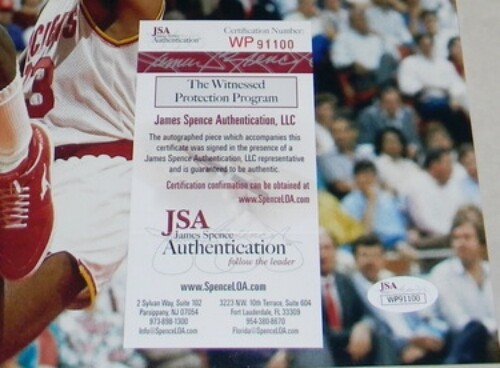 JSA
James Spence
Authentication
Certification Number:
WP 91100
James Spence
The Witnessed
Protection Program
James Spence Authentication, LLC
The autographed piece which accompanies this
certificate was signed in the presence of a
James Spence Authentication, LLC representative
and is guaranteed to be authentic.
Certification confirmation can be obtained at
www.SpenceLOA.com
JSA
James Spence
Authentication
follow the leader
www.SpenceLOA.com
2 Sylvan Way, Suite 102
Parsippany, NJ 07054
973-898-1300
Info@SpenceLOA.com
3223 N.W. 10th Terrace, Suite 604
Fort Lauderdale, FL 33309
954-380-8670
Florida@SpenceLOA.com
JSA
WP91100
3